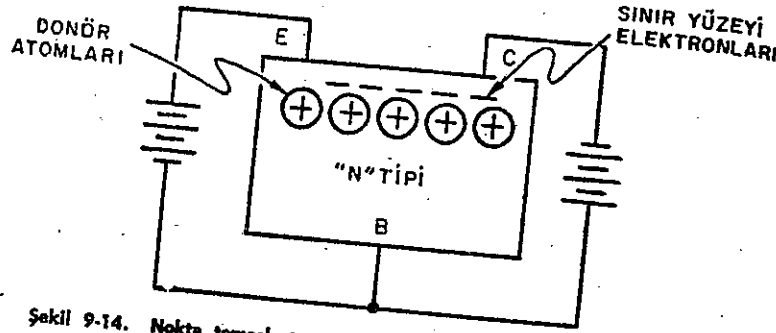 DONÖR
ATOMLARI
E
C
SINIR YÜZEYİ
ELEKTRONLARI
+ + + + +
"N" TİPİ
B
Şekil 9-14. Nokta